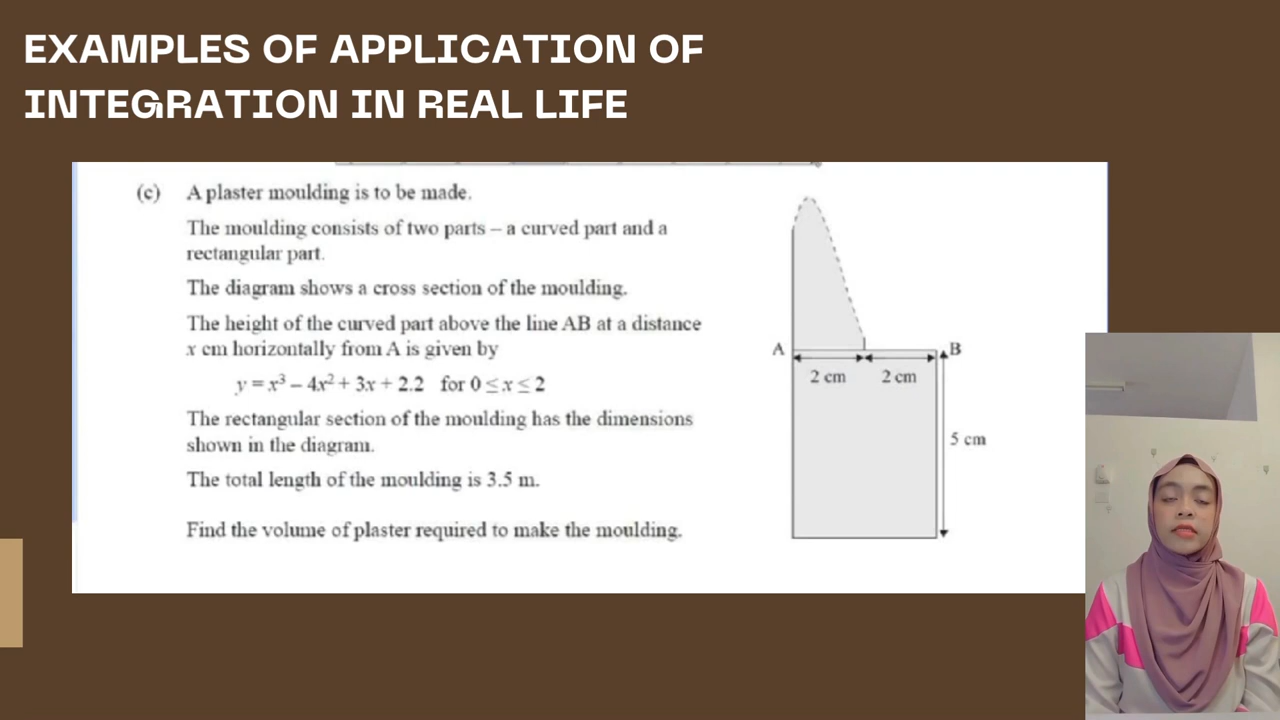 EXAMPLES OF APPLICATION OF
INTEGRATION IN REAL LIFE
(c) A plaster moulding is to be made.
The moulding consists of two parts – a curved part and a
rectangular part.
The diagram shows a cross section of the moulding.
The height of the curved part above the line AB at a distance
x cm horizontally from A is given by
y = x³ – 4x² + 3x + 2.2 for 0 ≤ x ≤ 2
The rectangular section of the moulding has the dimensions
shown in the diagram.
The total length of the moulding is 3.5 m.
Find the volume of plaster required to make the moulding.
A
B
2 cm
2 cm
5 cm